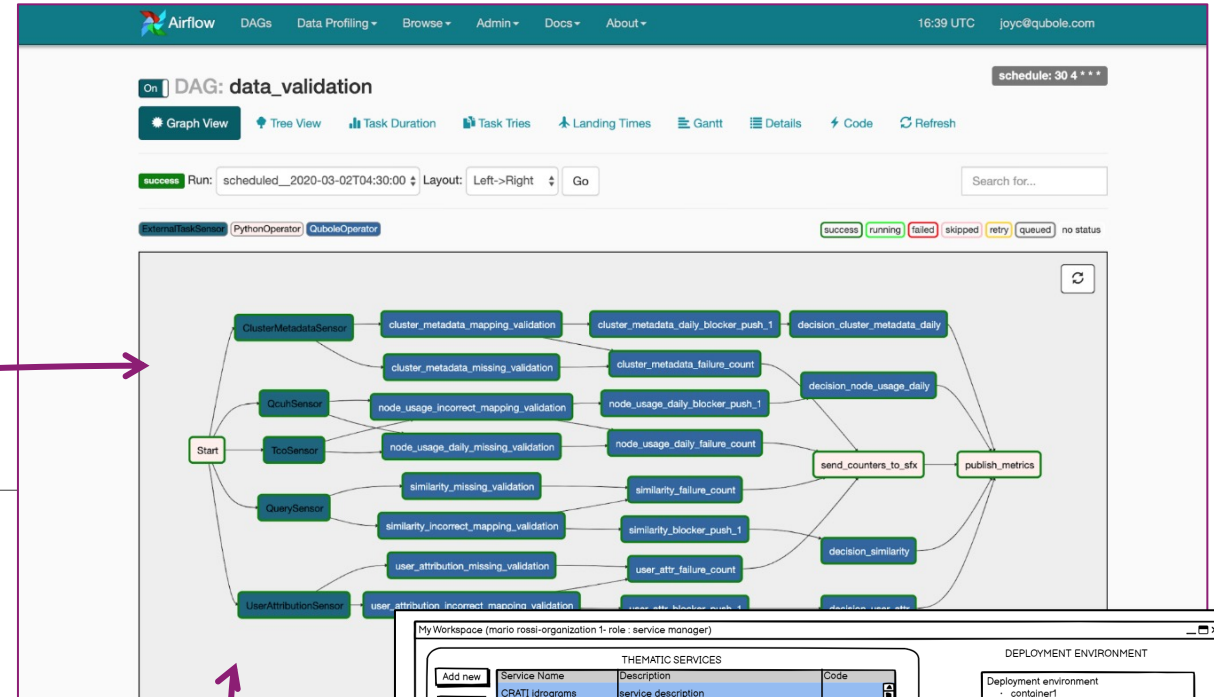 Airflow DAGs Data Profiling Browse Admin Docs About 16:39 UTC joyc@qubole.com
On DAG: data_validation schedule: 30 4 * * *
Graph View Tree View Task Duration Task Tries Landing Times Gantt Details Code Refresh
success Run: scheduled__2020-03-02T04:30:00 Layout: Left->Right Go Search for...
ExternalTaskSensor PythonOperator QuboleOperator success running failed skipped retry queued no status
ClusterMetadataSensor cluster_metadata_mapping_validation cluster_metadata_daily_blocker_push_1 decision_cluster_metadata_daily
cluster_metadata_missing_validation cluster_metadata_failure_count
decision_node_usage_daily
QcuhSensor node_usage_incorrect_mapping_validation node_usage_daily_blocker_push_1
Start TcoSensor node_usage_daily_missing_validation node_usage_daily_failure_count
send_counters_to_sfx publish_metrics
similarity_missing_validation similarity_failure_count
QuerySensor
similarity_incorrect_mapping_validation similarity_blocker_push_1
decision_similarity
user_attribution_missing_validation user_attr_failure_count
UserAttributionSensor user_attribution_incorrect_mapping_validation user_attr_blocker_push_1 decision_user_attr
My Workspace (mario rossi-organization 1- role : service manager)
THEMATIC SERVICES DEPLOYMENT ENVIRONMENT
Add new Service Name Description Code Deployment environment
CRATI idrograms service description · container1